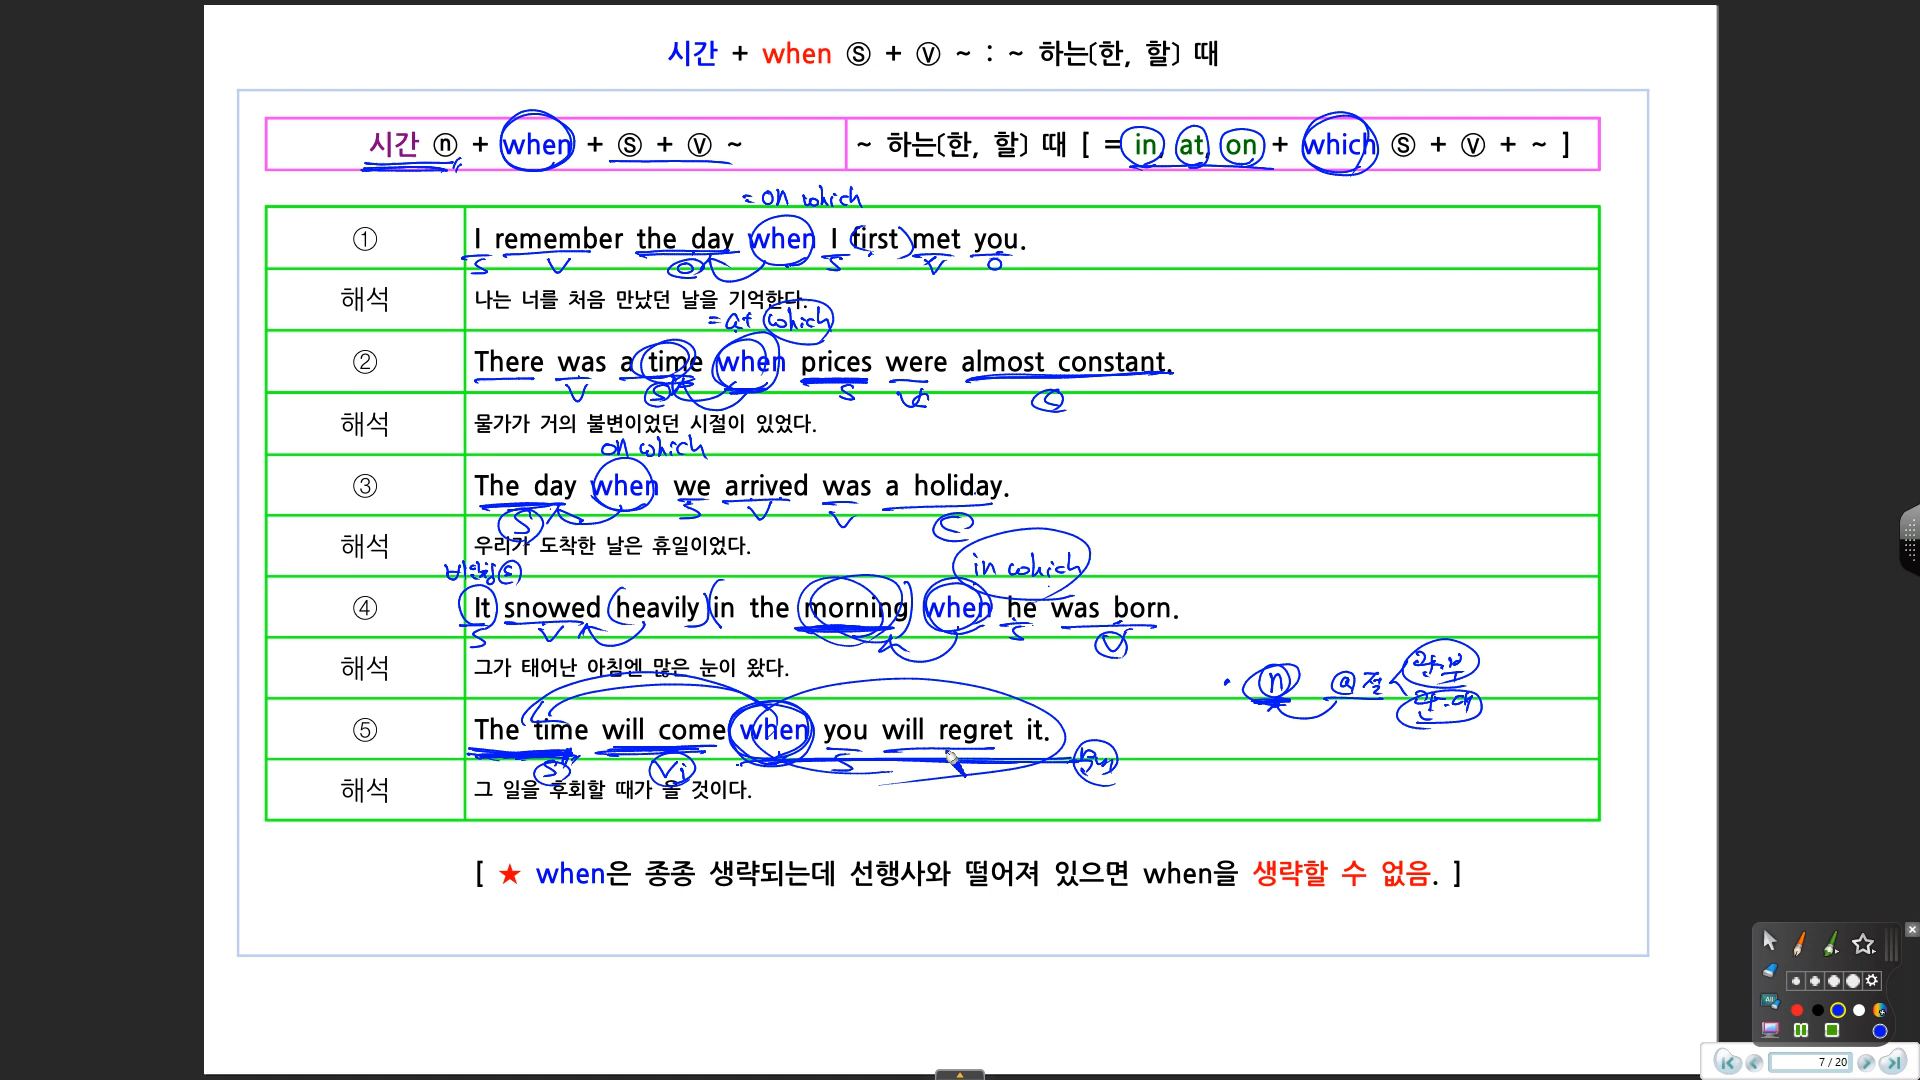 시간 + when ⓢ + ⓥ ~ : ~ 하는(한, 할) 때
시간 ⓝ + when + ⓢ + ⓥ ~ ~ 하는(한, 할) 때 [ = in, at, on + which ⓢ + ⓥ + ~ ]
= on which
① I remember the day when I first met you.
S V O S V O
해석 나는 너를 처음 만났던 날을 기억한다.
= at which
② There was a time when prices were almost constant.
V S S V C
해석 물가가 거의 불변이었던 시절이 있었다.
on which
③ The day when we arrived was a holiday.
S S V V C
해석 우리가 도착한 날은 휴일이었다.
in which
비인칭 ⓢ
④ It snowed heavily in the morning when he was born.
S V S V
해석 그가 태어난 아침엔 많은 눈이 왔다.
n ⓐ절
⑤ The time will come when you will regret it.
S Vi S
해석 그 일을 후회할 때가 올 것이다.
[ ★ when은 종종 생략되는데 선행사와 떨어져 있으면 when을 생략할 수 없음. ]
All
7 / 20